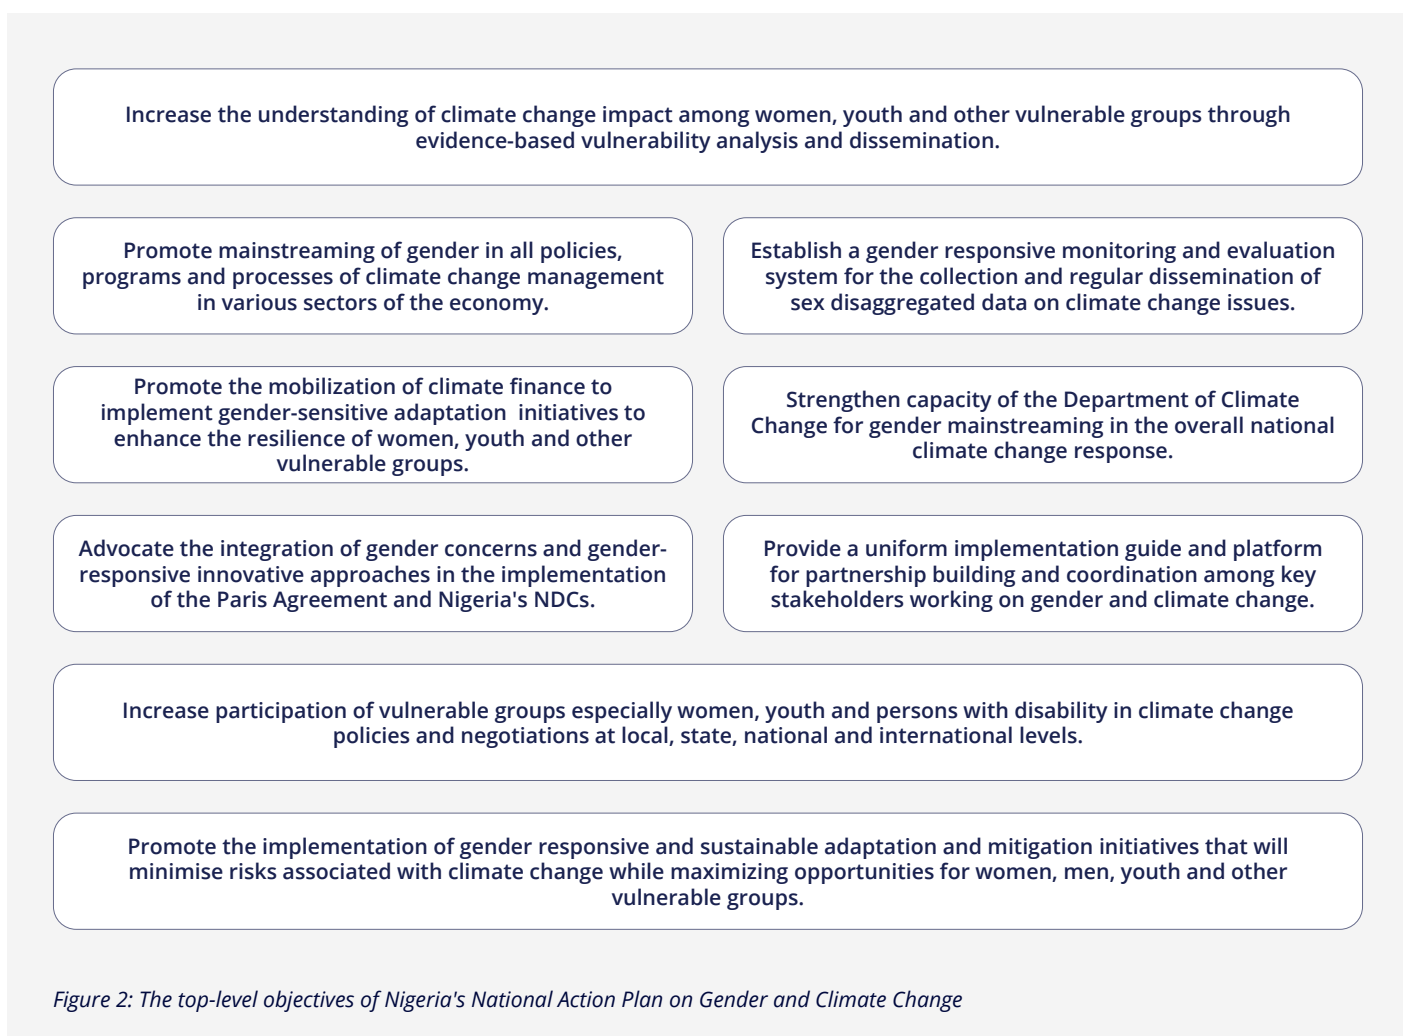 Increase the understanding of climate change impact among women, youth and other vulnerable groups through
evidence-based vulnerability analysis and dissemination.
Promote mainstreaming of gender in all policies,
programs and processes of climate change management
in various sectors of the economy.
Establish a gender responsive monitoring and evaluation
system for the collection and regular dissemination of
sex disaggregated data on climate change issues.
Promote the mobilization of climate finance to
implement gender-sensitive adaptation  initiatives to
enhance the resilience of women, youth and other
vulnerable groups.
Strengthen capacity of the Department of Climate
Change for gender mainstreaming in the overall national
climate change response.
Advocate the integration of gender concerns and gender-
responsive innovative approaches in the implementation
of the Paris Agreement and Nigeria's NDCs.
Provide a uniform implementation guide and platform
for partnership building and coordination among key
stakeholders working on gender and climate change.
Increase participation of vulnerable groups especially women, youth and persons with disability in climate change
policies and negotiations at local, state, national and international levels.
Promote the implementation of gender responsive and sustainable adaptation and mitigation initiatives that will
minimise risks associated with climate change while maximizing opportunities for women, men, youth and other
vulnerable groups.
Figure 2: The top-level objectives of Nigeria's National Action Plan on Gender and Climate Change